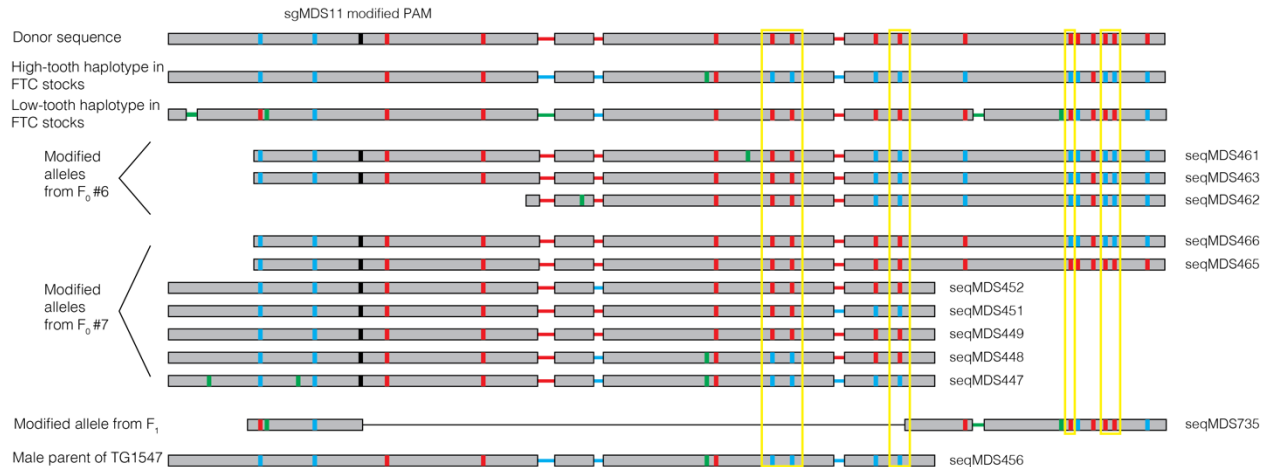 sgMDS11 modified PAM
Donor sequence
High-tooth haplotype in
FTC stocks
Low-tooth haplotype in
FTC stocks
Modified
alleles
from F0 #6
seqMDS461
seqMDS463
seqMDS462
Modified
alleles
from F0 #7
seqMDS466
seqMDS465
seqMDS452
seqMDS451
seqMDS449
seqMDS448
seqMDS447
Modified allele from F1
seqMDS735
Male parent of TG1547
seqMDS456